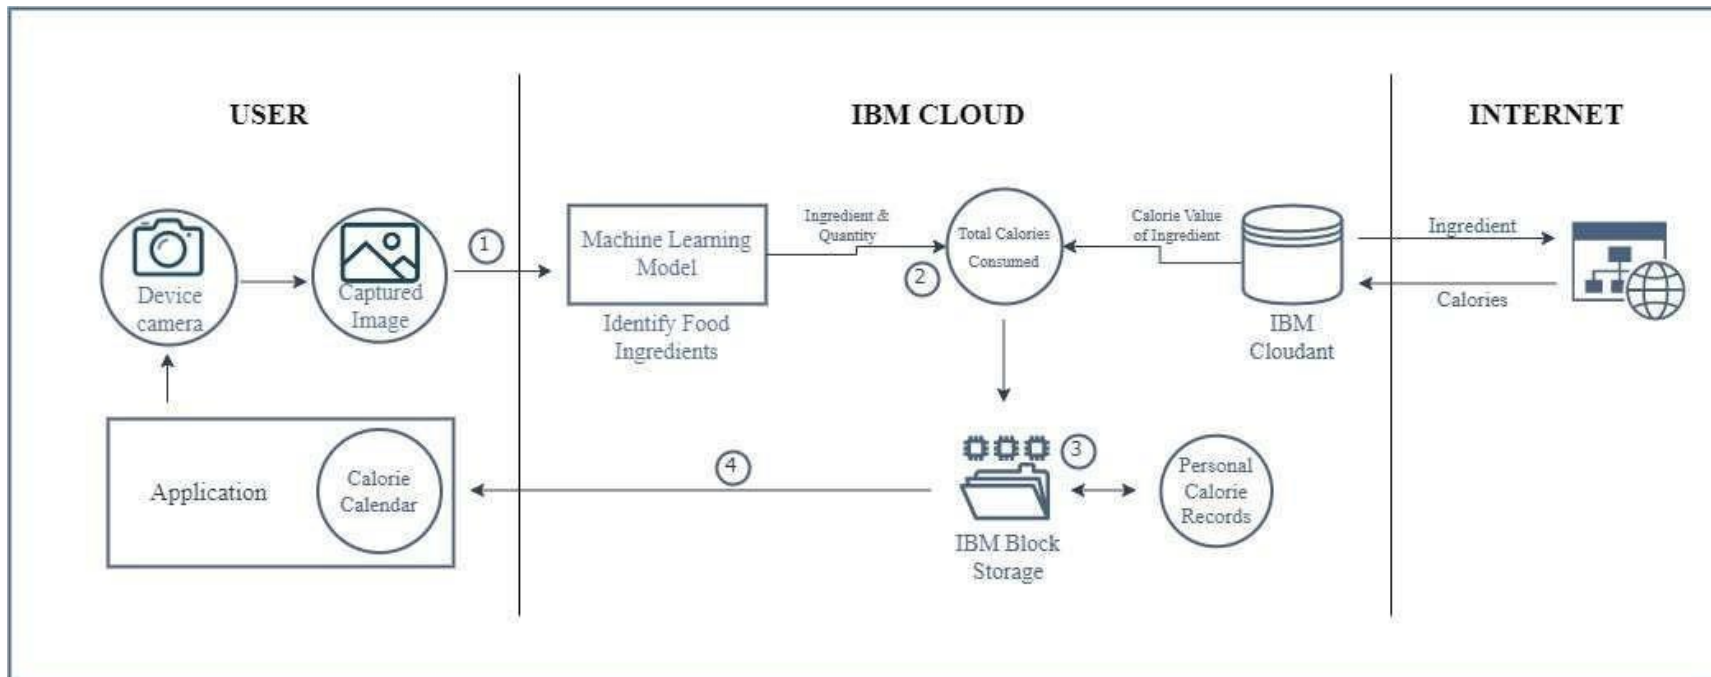 USER
IBM CLOUD
INTERNET
Device
camera
Captured
Image
1
Machine Learning
Model
Identify Food
Ingredients
Ingredient &
Quantity
2
Total Calories
Consumed
Calorie Value
of Ingredient
IBM
Cloudant
Ingredient
Calories
Application
Calorie
Calendar
4
3
IBM Block
Storage
Personal
Calorie
Records